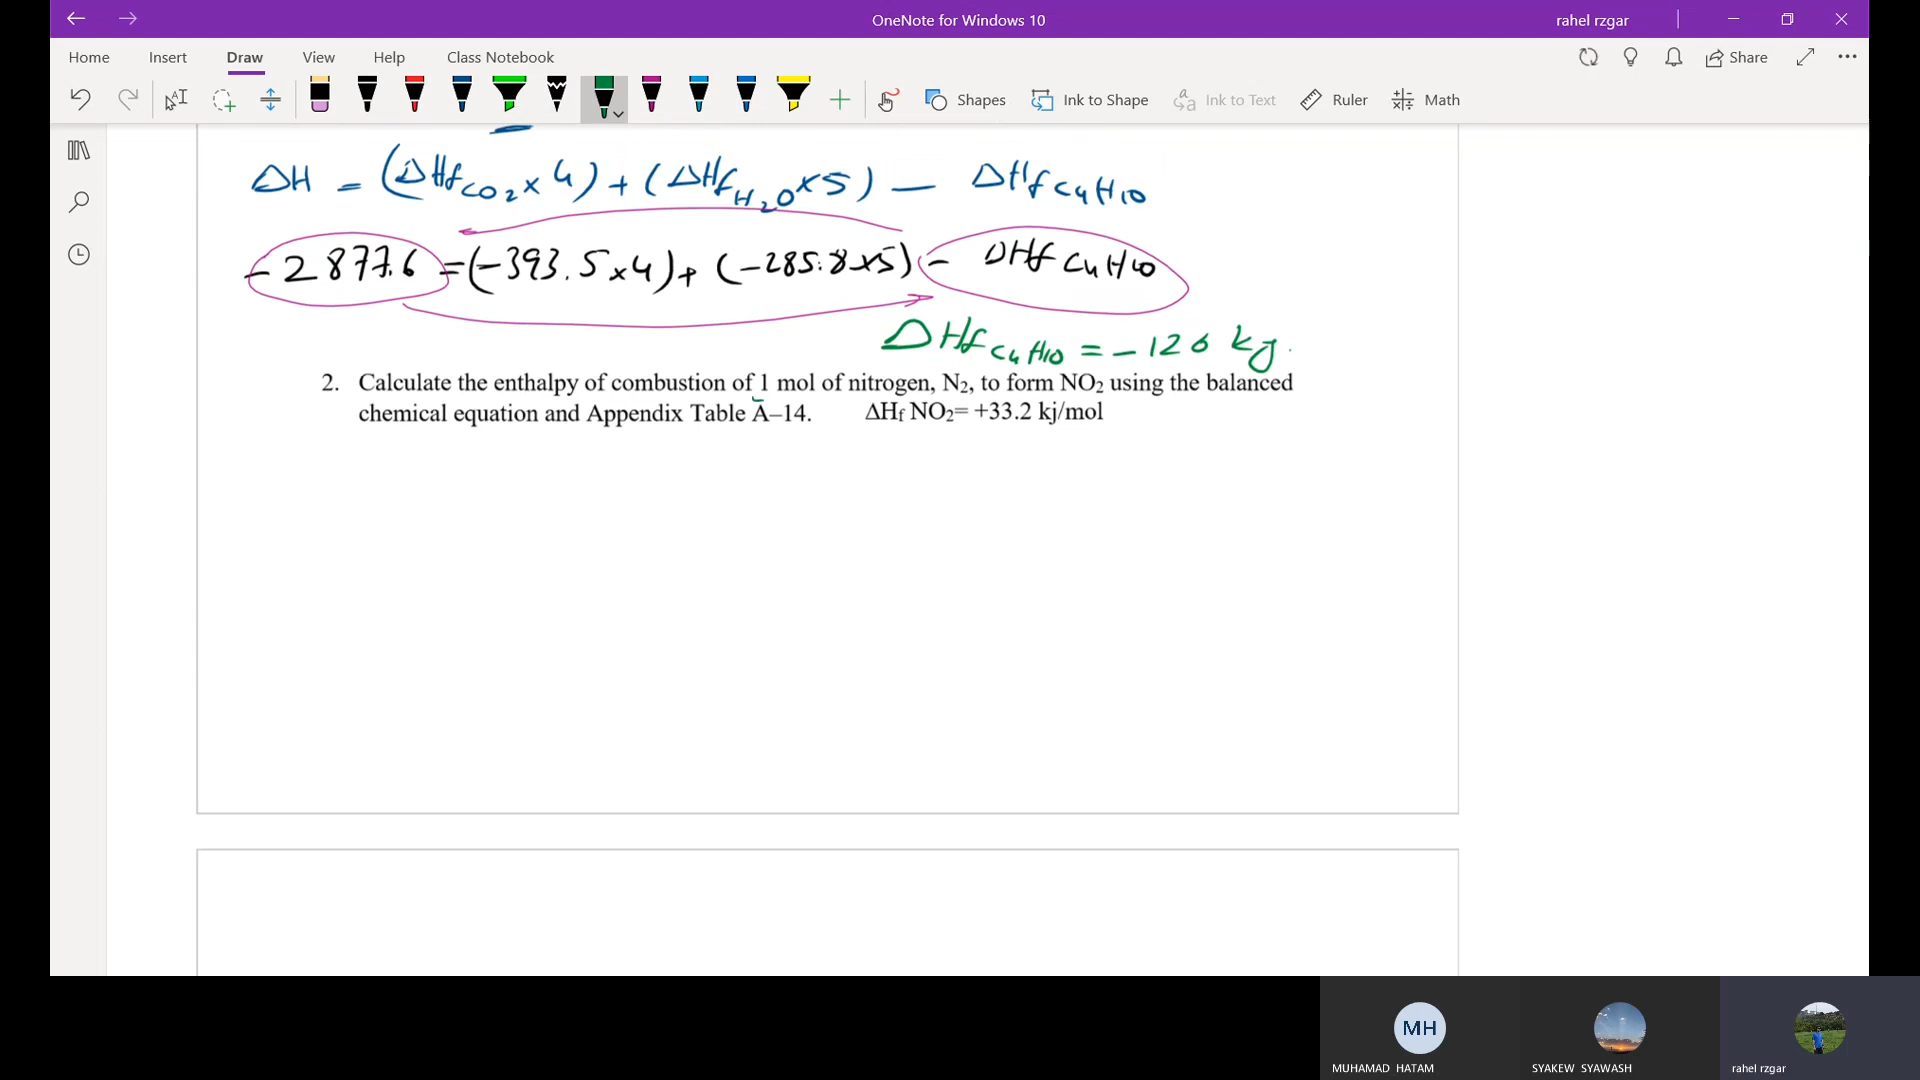 OneNote for Windows 10
rahel rzgar
Home Insert Draw View Help Class Notebook
Share
Shapes Ink to Shape Ink to Text Ruler Math
ΔH = (ΔHf CO₂ × 4) + (ΔHf H₂O × 5) — ΔHf C4H10
- 2877.6 = (-393.5 × 4) + (-285.8 × 5) - ΔHf C4H10
ΔHf C4H10 = - 126 kj
2. Calculate the enthalpy of combustion of 1 mol of nitrogen, N₂, to form NO₂ using the balanced
chemical equation and Appendix Table A–14. ΔHf NO₂= +33.2 kj/mol
MH
MUHAMAD HATAM
SYAKEW SYAWASH
rahel rzgar